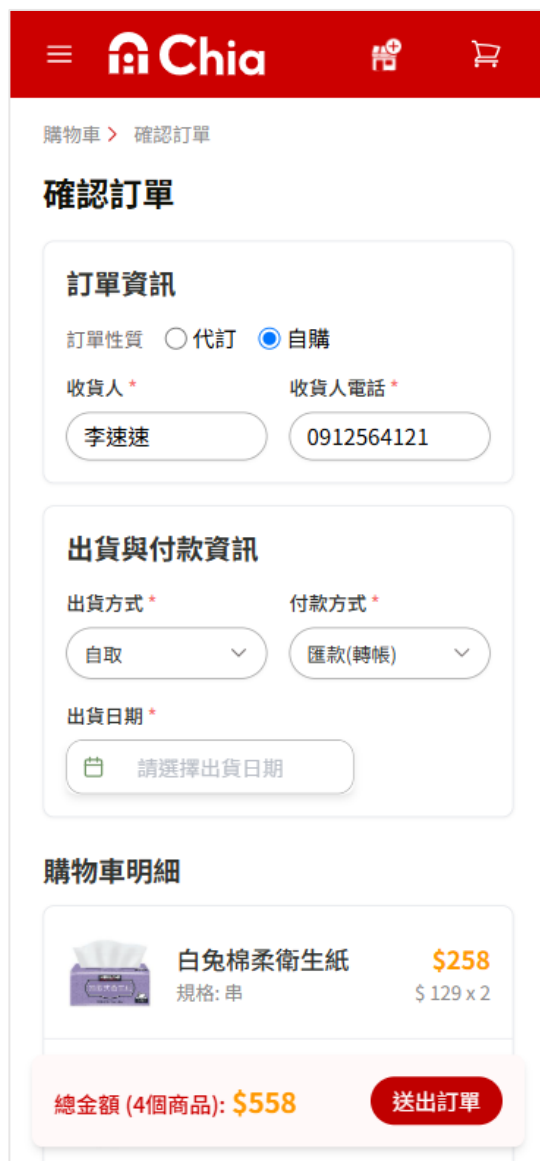 Chia
購物車 > 確認訂單
確認訂單
訂單資訊
訂單性質 代訂 自購
收貨人 * 收貨人電話 *
李速速 0912564121
出貨與付款資訊
出貨方式 * 付款方式 *
自取 匯款(轉帳)
出貨日期 *
請選擇出貨日期
購物車明細
白兔棉柔衛生紙 $258
規格: 串 $ 129 x 2
總金額 (4個商品): $558 送出訂單